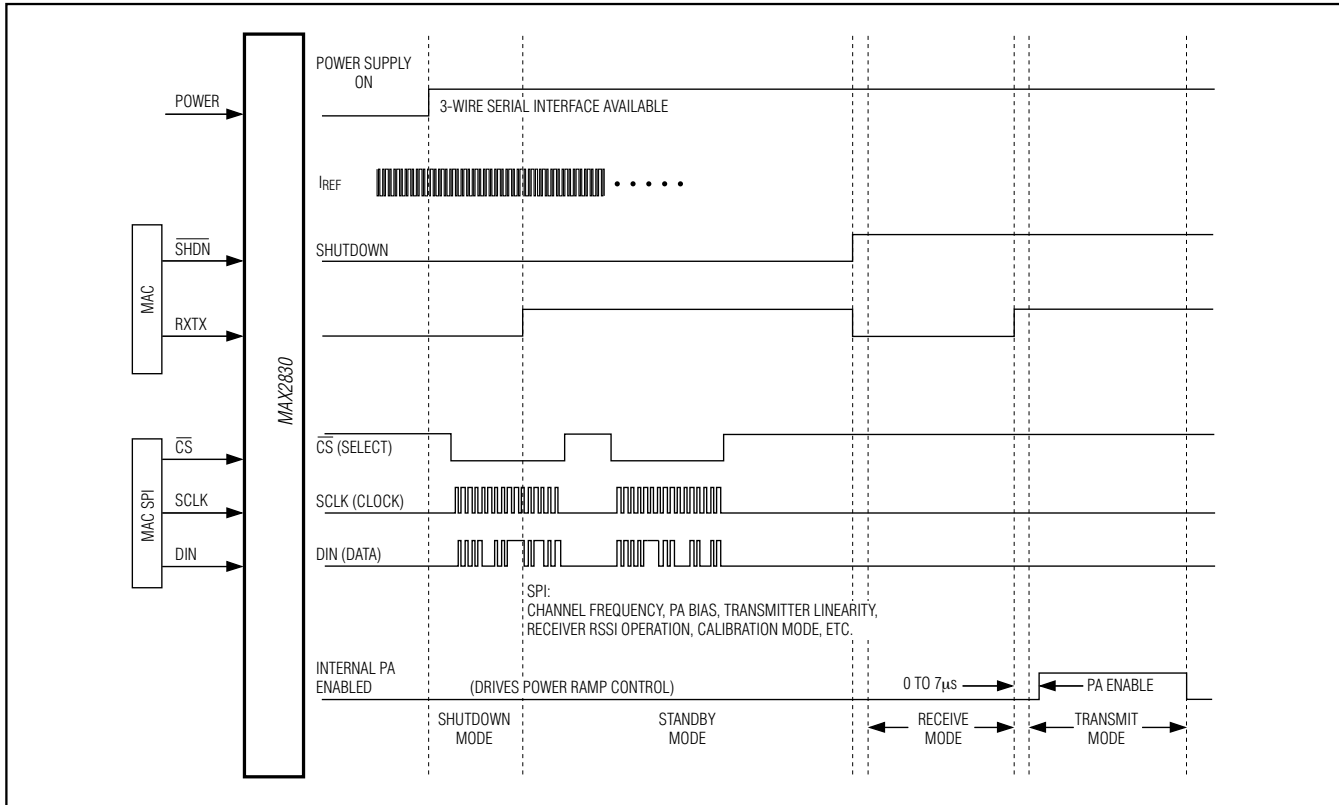 POWER
MAC
SHDN
RXTX
MAC SPI
CS
SCLK
DIN
MAX2830
POWER SUPPLY
ON
3-WIRE SERIAL INTERFACE AVAILABLE
IREF
SHUTDOWN
CS (SELECT)
SCLK (CLOCK)
DIN (DATA)
SPI:
CHANNEL FREQUENCY, PA BIAS, TRANSMITTER LINEARITY,
RECEIVER RSSI OPERATION, CALIBRATION MODE, ETC.
INTERNAL PA
ENABLED
(DRIVES POWER RAMP CONTROL)
0 TO 7μs
PA ENABLE
SHUTDOWN
MODE
STANDBY
MODE
RECEIVE
MODE
TRANSMIT
MODE